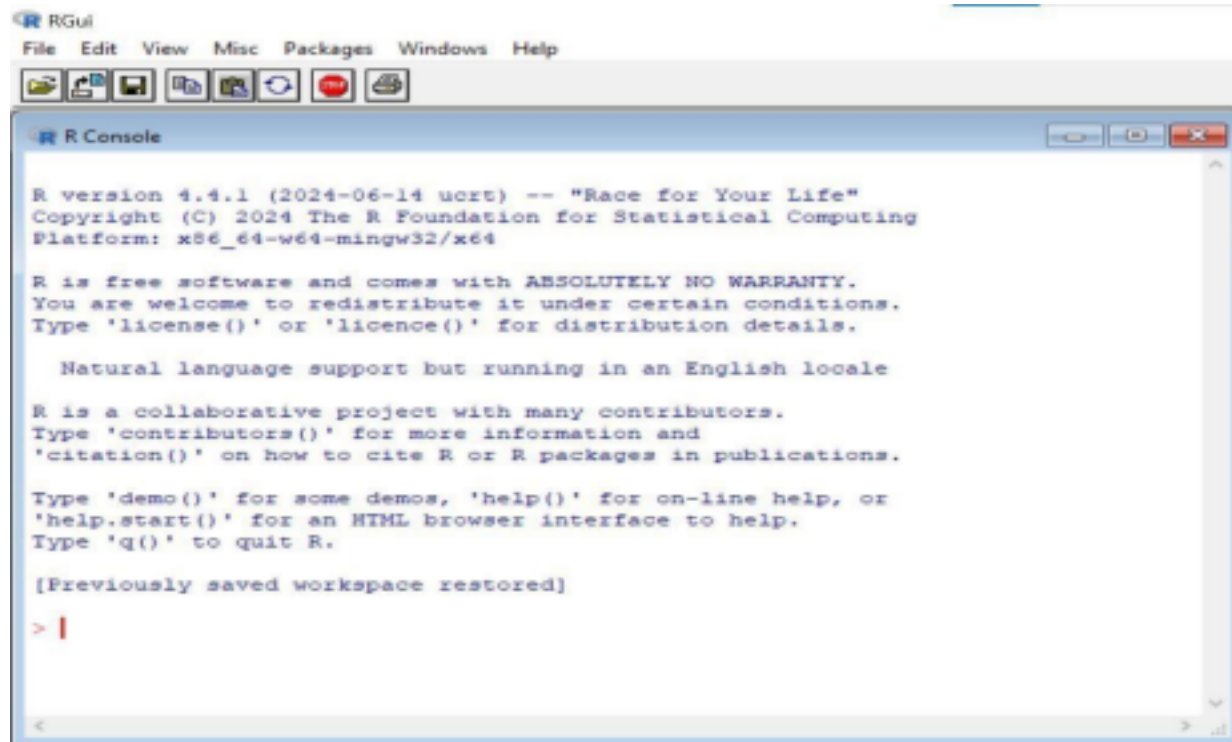 RGui
File Edit View Misc Packages Windows Help
STOP
R Console
R version 4.4.1 (2024-06-14 ucrt) -- "Race for Your Life"
Copyright (C) 2024 The R Foundation for Statistical Computing
Platform: x86_64-w64-mingw32/x64
R is free software and comes with ABSOLUTELY NO WARRANTY.
You are welcome to redistribute it under certain conditions.
Type 'license()' or 'licence()' for distribution details.
Natural language support but running in an English locale
R is a collaborative project with many contributors.
Type 'contributors()' for more information and
'citation()' on how to cite R or R packages in publications.
Type 'demo()' for some demos, 'help()' for on-line help, or
'help.start()' for an HTML browser interface to help.
Type 'q()' to quit R.
[Previously saved workspace restored]
>